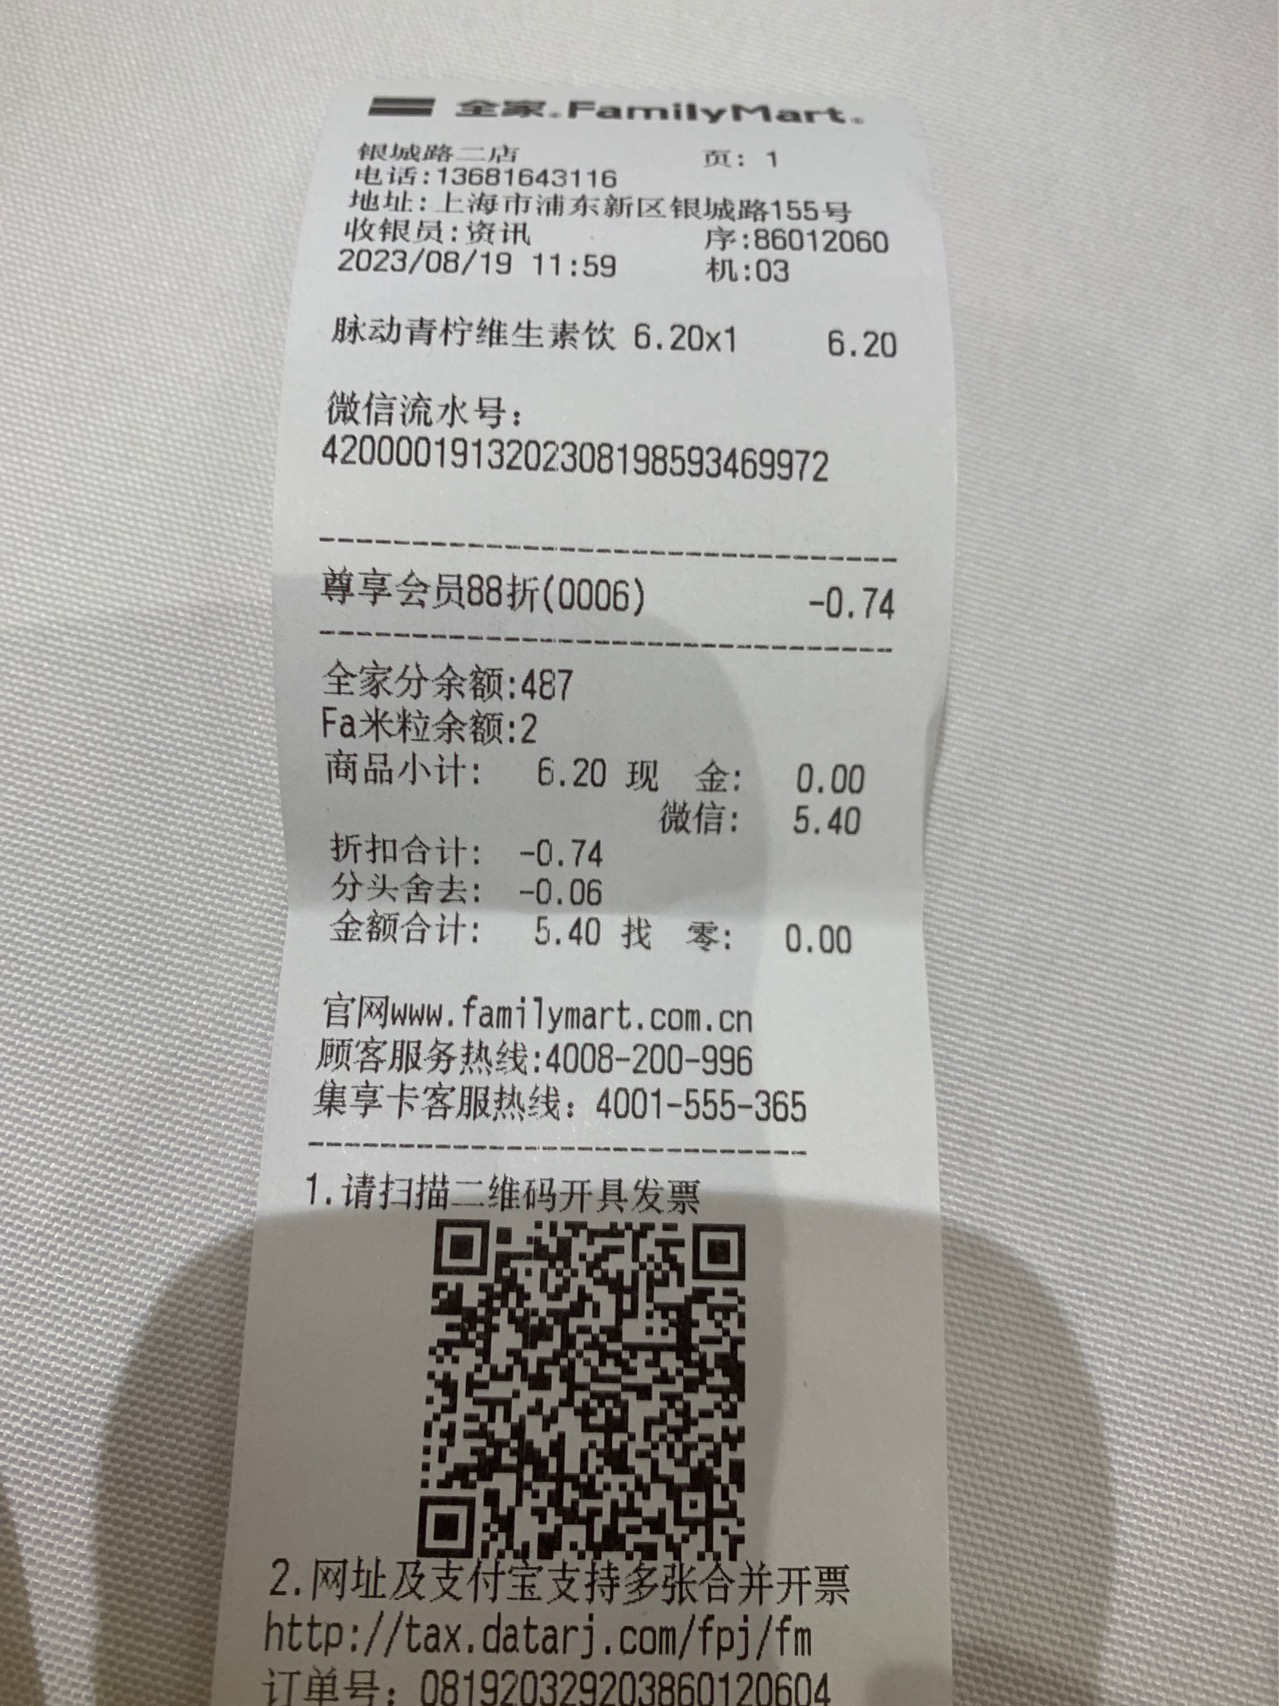 全家®FamilyMart®
银城路二店 页: 1
电话:13681643116
地址:上海市浦东新区银城路155号
收银员:资讯 序:86012060
2023/08/19 11:59 机:03
脉动青柠维生素饮 6.20x1 6.20
微信流水号:
4200001913202308198593469972
尊享会员88折(0006) -0.74
全家分余额:487
Fa米粒余额:2
商品小计: 6.20 现 金: 0.00
微信: 5.40
折扣合计: -0.74
分头舍去: -0.06
金额合计: 5.40 找 零: 0.00
官网www.familymart.com.cn
顾客服务热线:4008-200-996
集享卡客服热线: 4001-555-365
1.请扫描二维码开具发票
2.网址及支付宝支持多张合并开票
http://tax.datarj.com/fpj/fm
订单号: 0819203292038601​20604